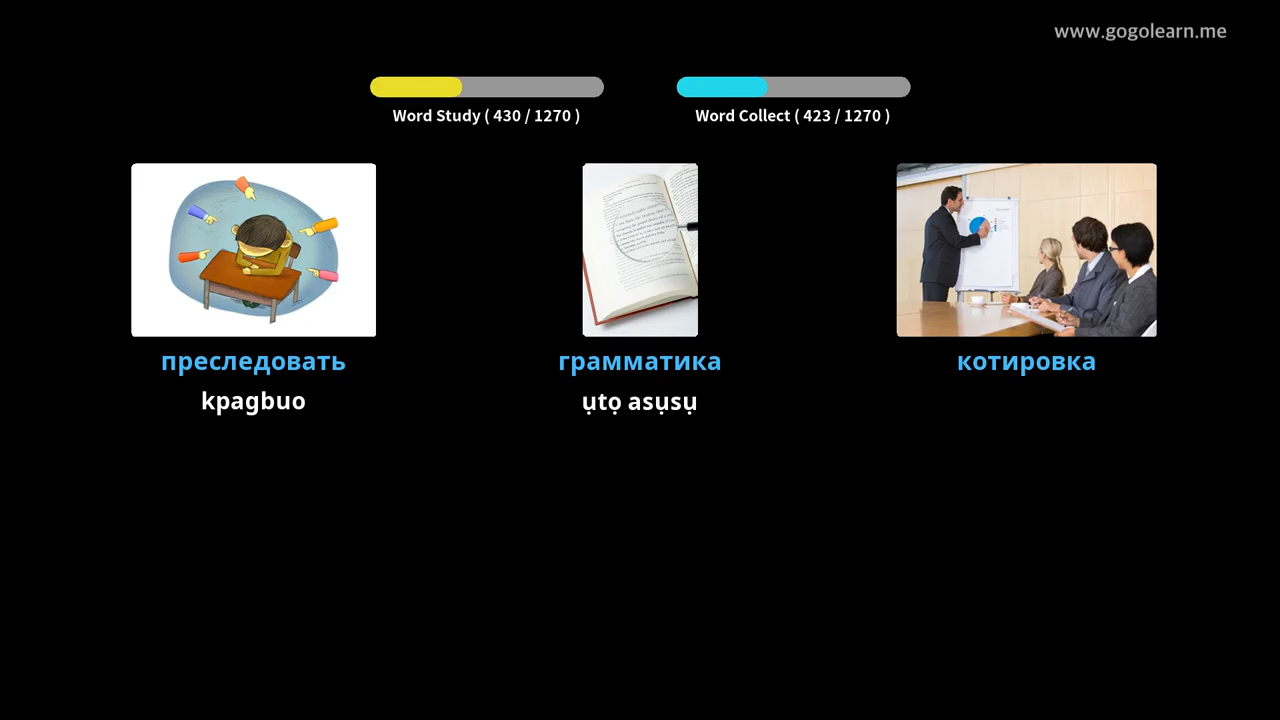 www.gogolearn.me
Word Study ( 430 / 1270 )
Word Collect ( 423 / 1270 )
преследовать
kpagbuo
грамматика
ụtọ asụsụ
котировка